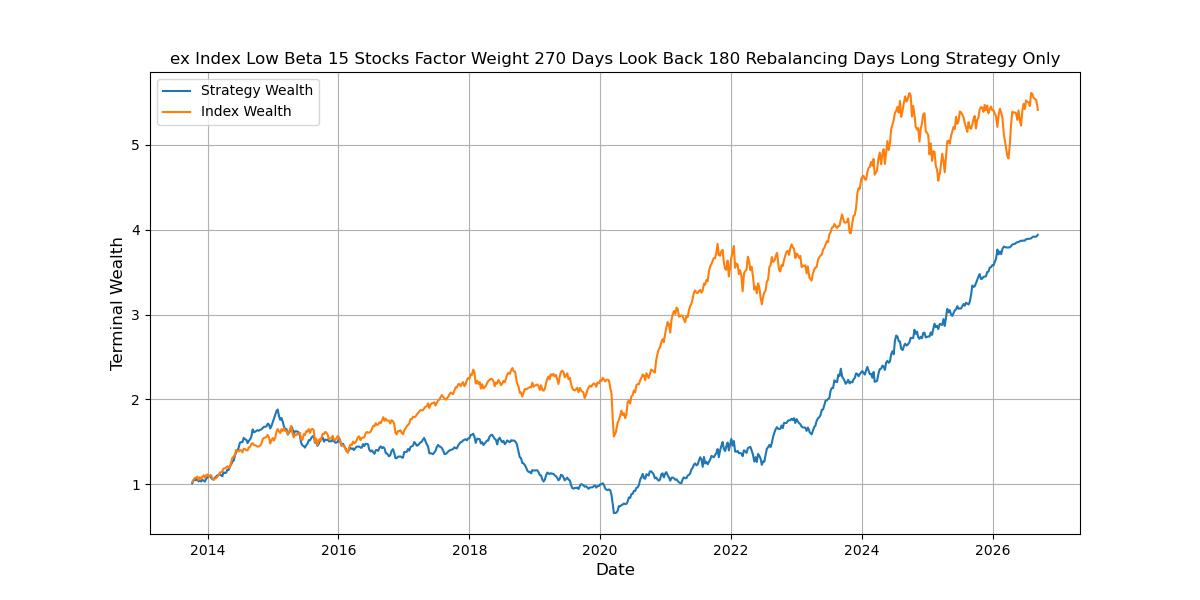 ex Index Low Beta 15 Stocks Factor Weight 270 Days Look Back 180 Rebalancing Days Long Strategy Only
Strategy Wealth
Index Wealth
Terminal Wealth
5
4
3
2
1
2014 2016 2018 2020 2022 2024 2026
Date